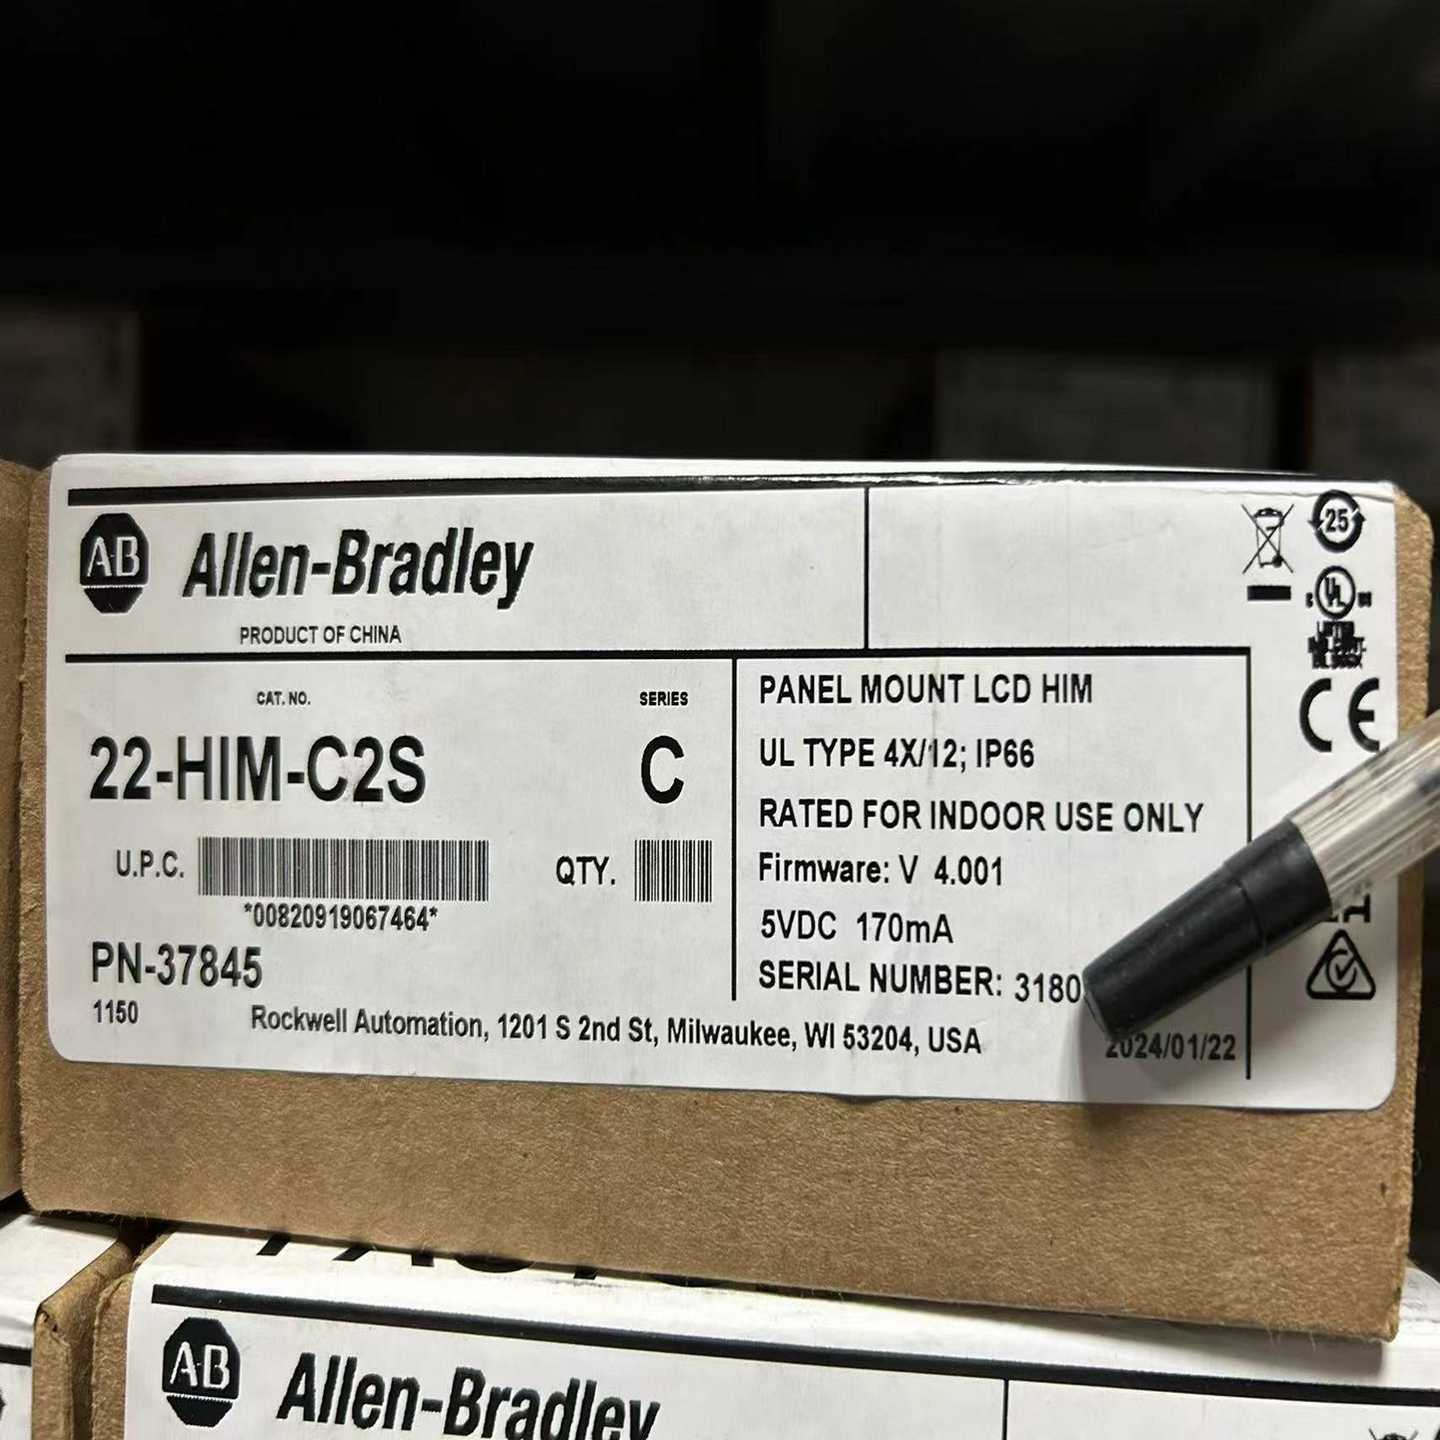 25
AB Allen-Bradley
PRODUCT OF CHINA
UL
LISTED
CAT. NO.
SERIES
22-HIM-C2S
C
U.P.C.
*00820919067464*
QTY.
PN-37845
1150
PANEL MOUNT LCD HIM
UL TYPE 4X/12; IP66
RATED FOR INDOOR USE ONLY
Firmware: V 4.001
5VDC 170mA
SERIAL NUMBER: 3180
CE
Rockwell Automation, 1201 S 2nd St, Milwaukee, WI 53204, USA
2024/01/22
AB Allen-Bradley